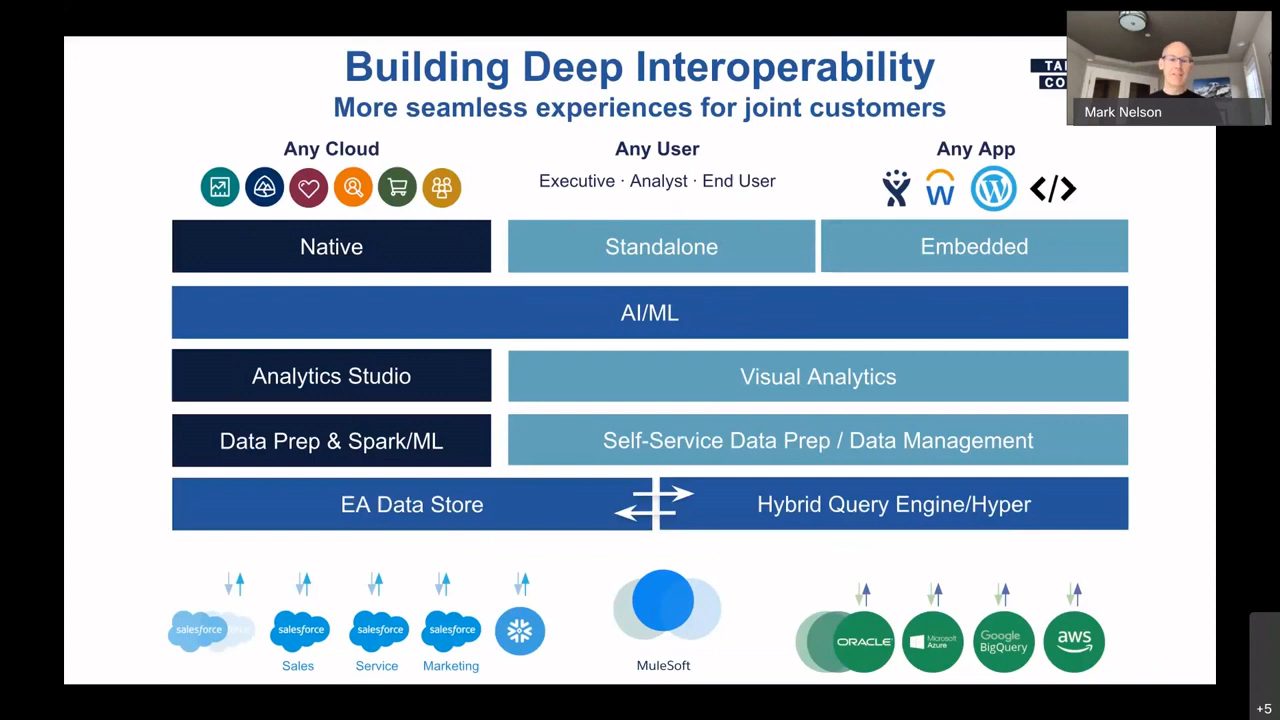 Building Deep Interoperability
More seamless experiences for joint customers
TA
CO
Mark Nelson
Any Cloud
Any User
Any App
Executive · Analyst · End User
</>
Native
Standalone
Embedded
AI/ML
Analytics Studio
Visual Analytics
Data Prep & Spark/ML
Self-Service Data Prep / Data Management
EA Data Store
Hybrid Query Engine/Hyper
salesforce
salesforce
salesforce
salesforce
Sales
Service
Marketing
MuleSoft
ORACLE
Microsoft
Azure
Google
BigQuery
aws
+5